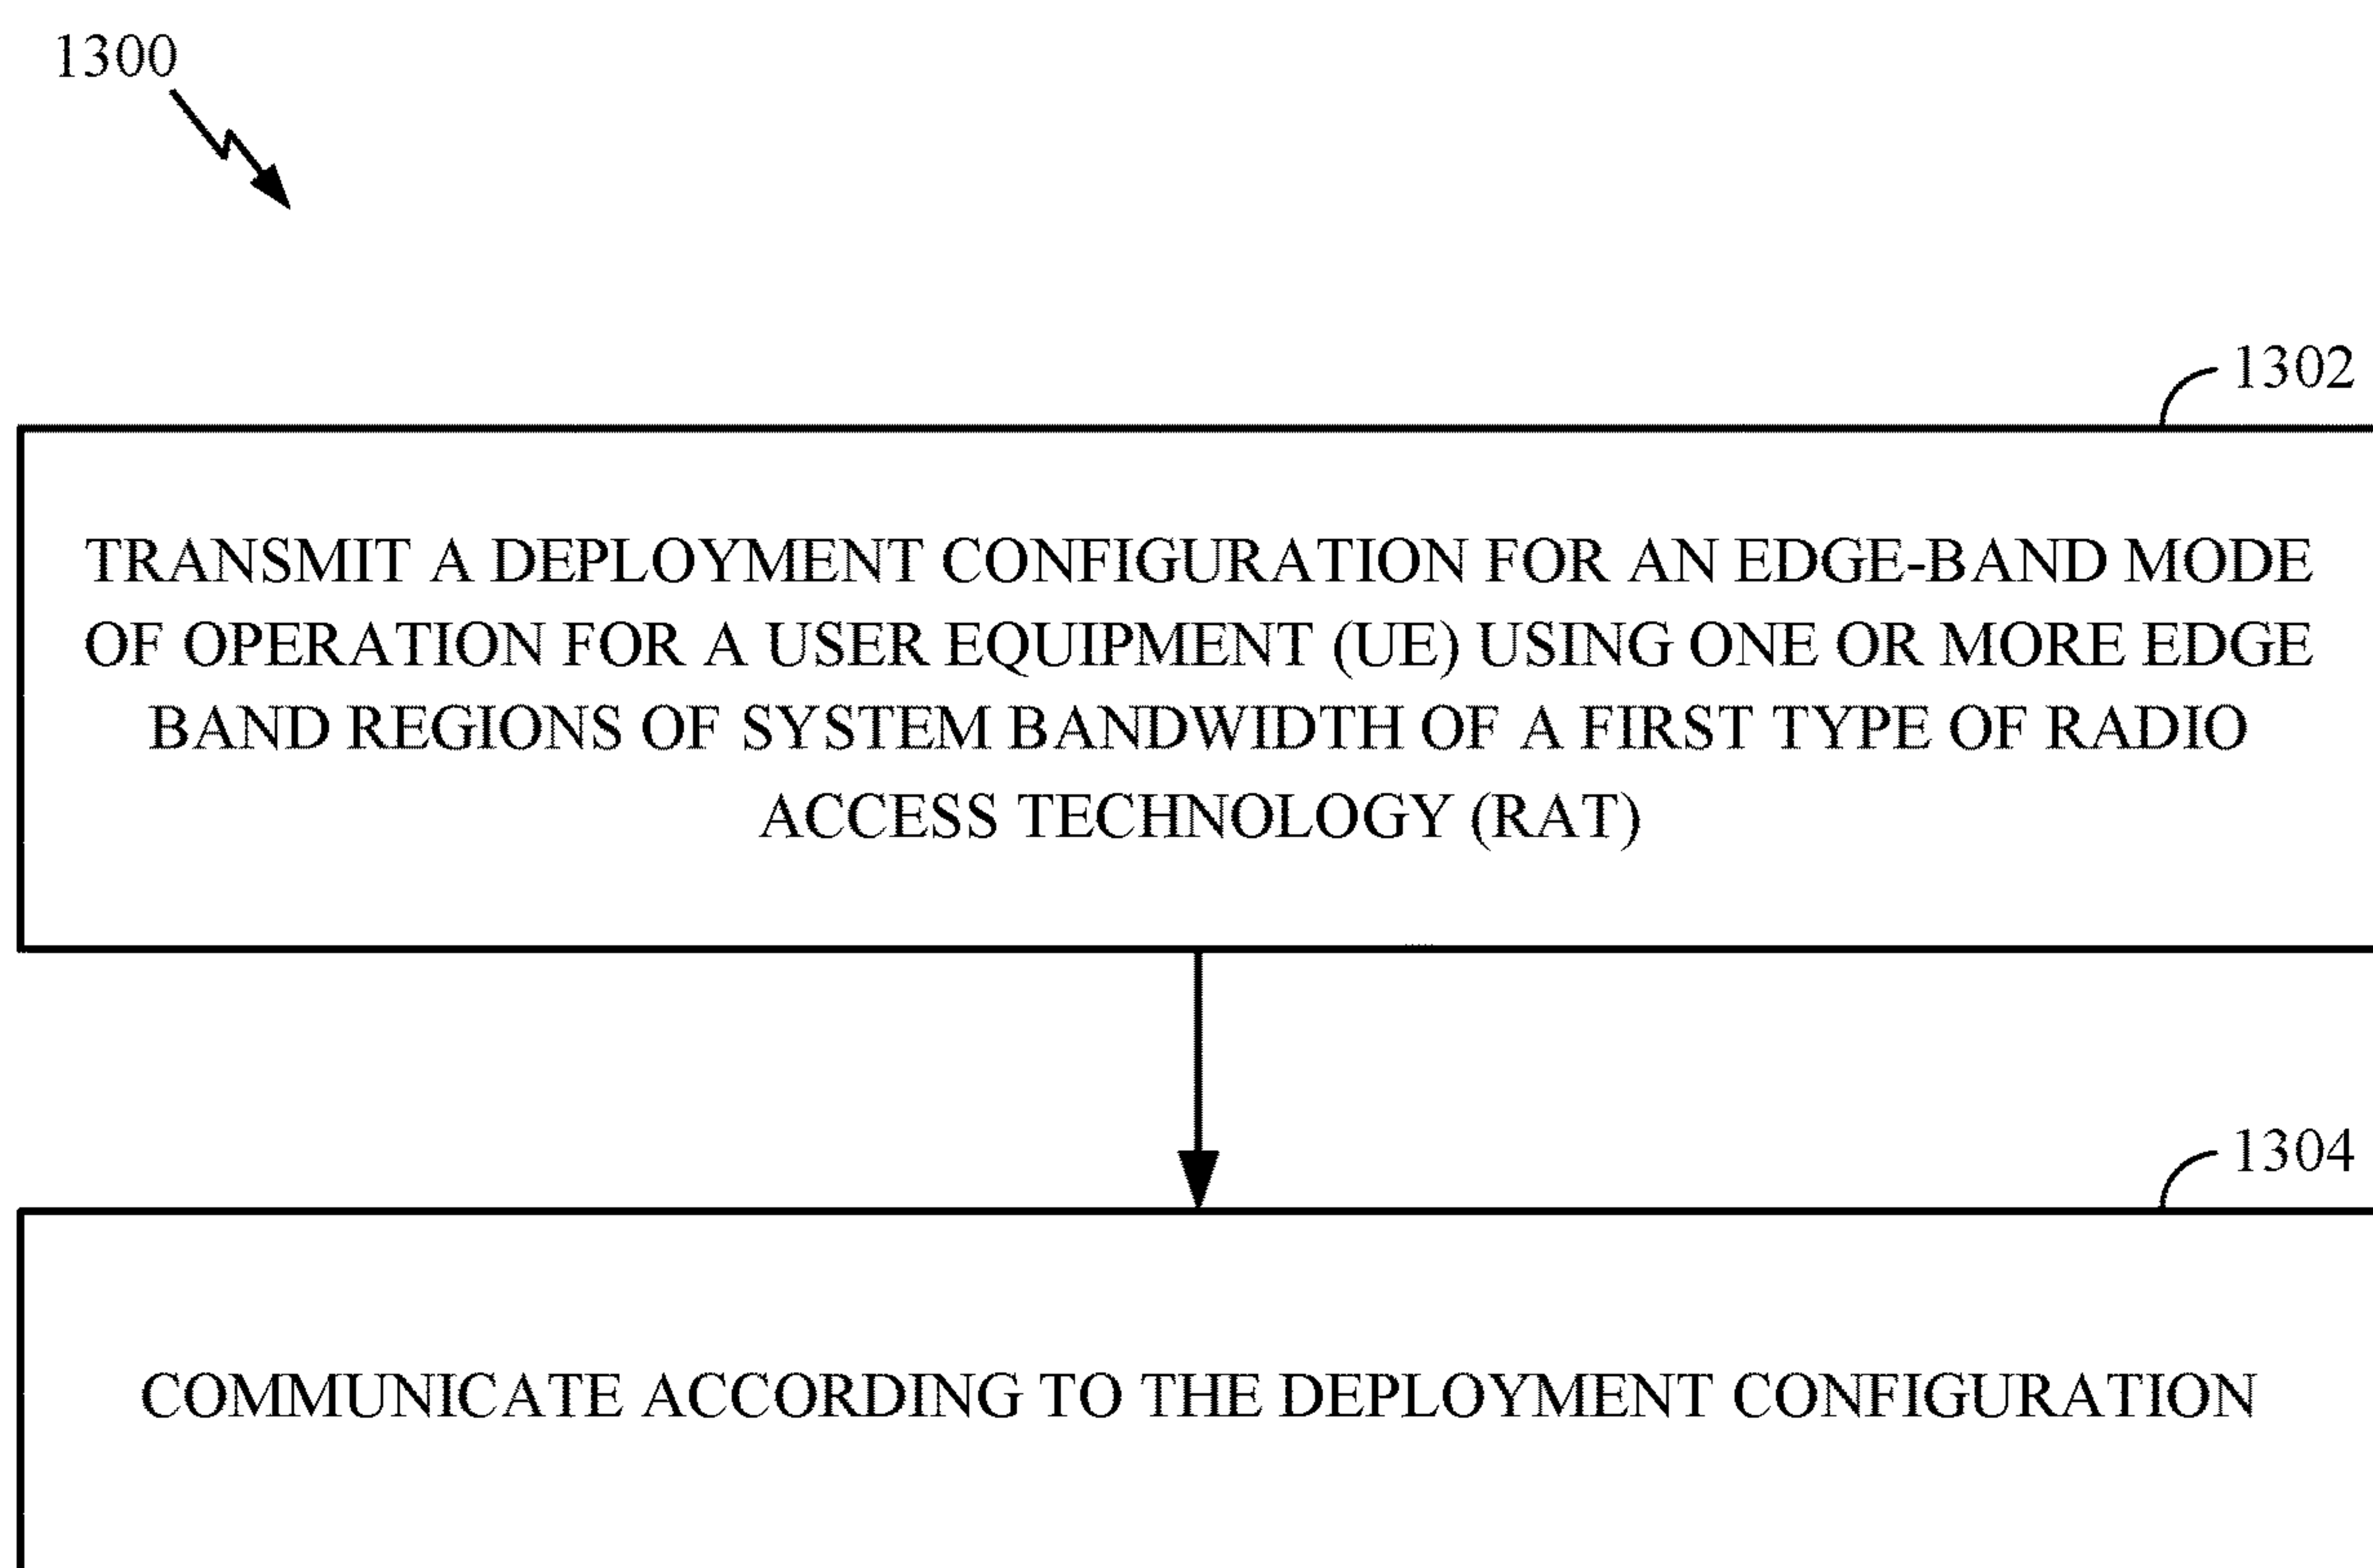 1300
1302
TRANSMIT A DEPLOYMENT CONFIGURATION FOR AN EDGE-BAND MODE
OF OPERATION FOR A USER EQUIPMENT (UE) USING ONE OR MORE EDGE
BAND REGIONS OF SYSTEM BANDWIDTH OF A FIRST TYPE OF RADIO
ACCESS TECHNOLOGY (RAT)
1304
COMMUNICATE ACCORDING TO THE DEPLOYMENT CONFIGURATION